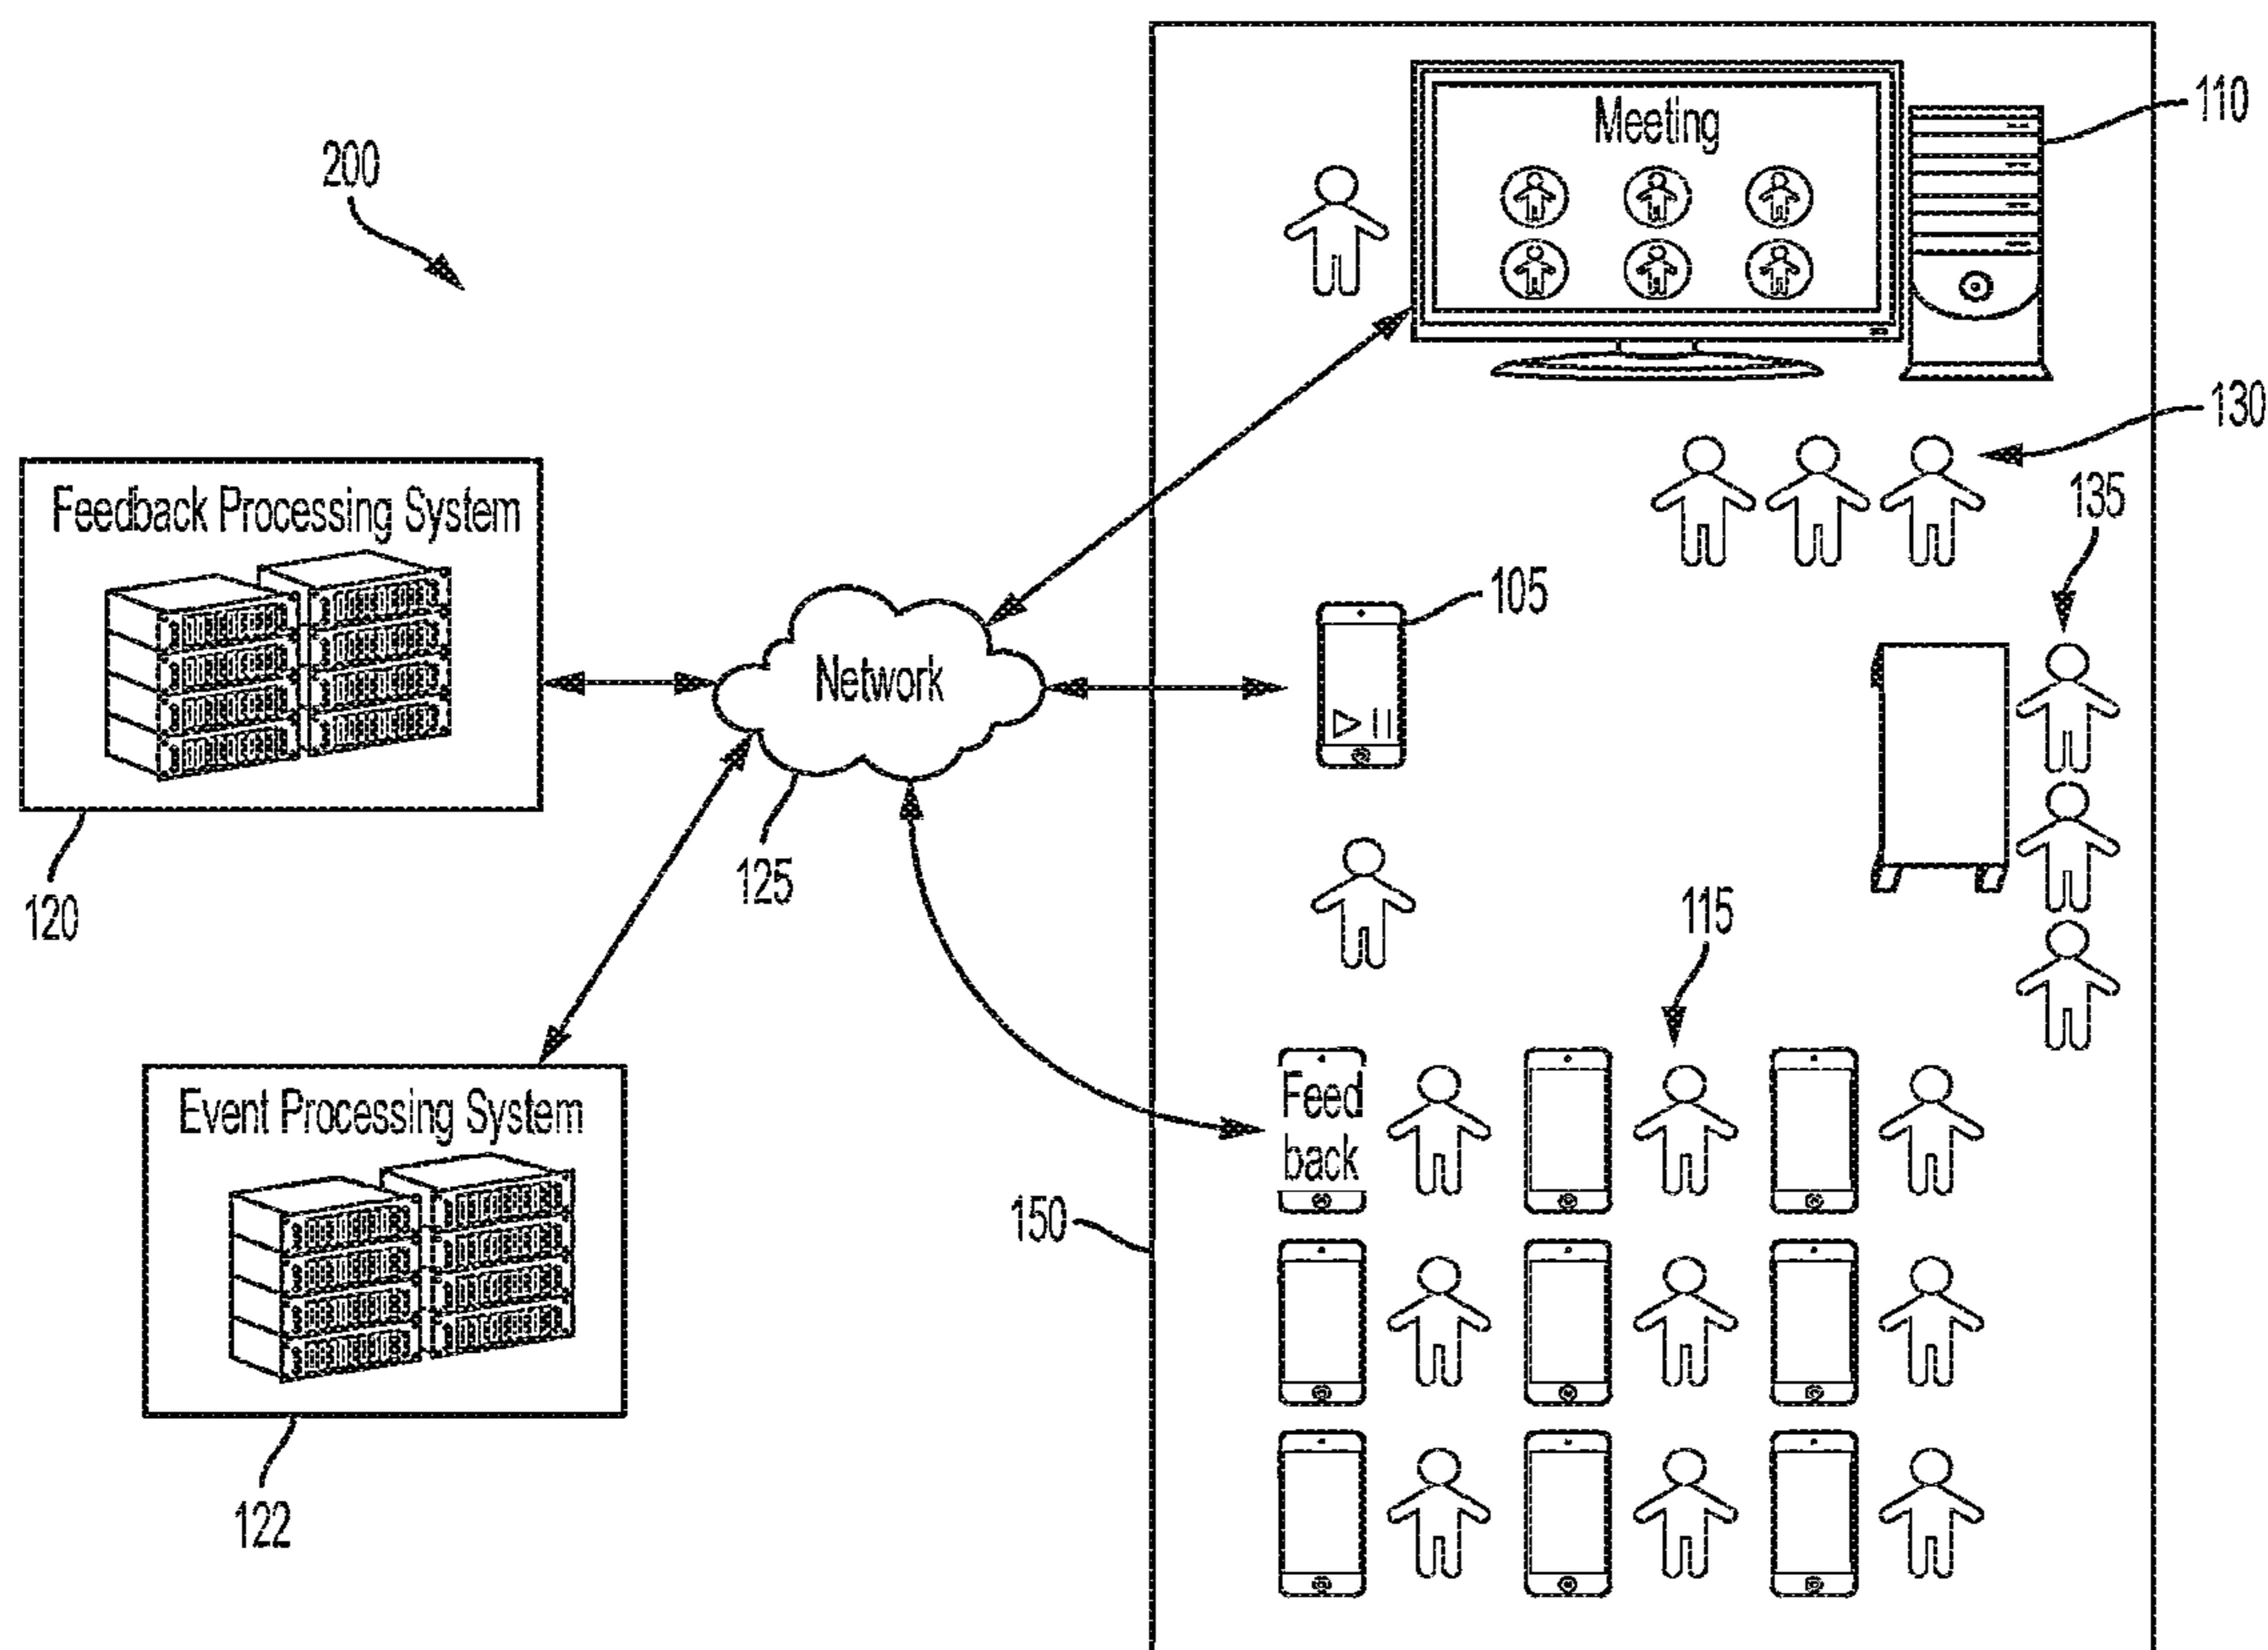 200
Meeting
110
130
Feedback Processing System
135
105
Network
120
125
115
Event Processing System
Feed
back
150
122